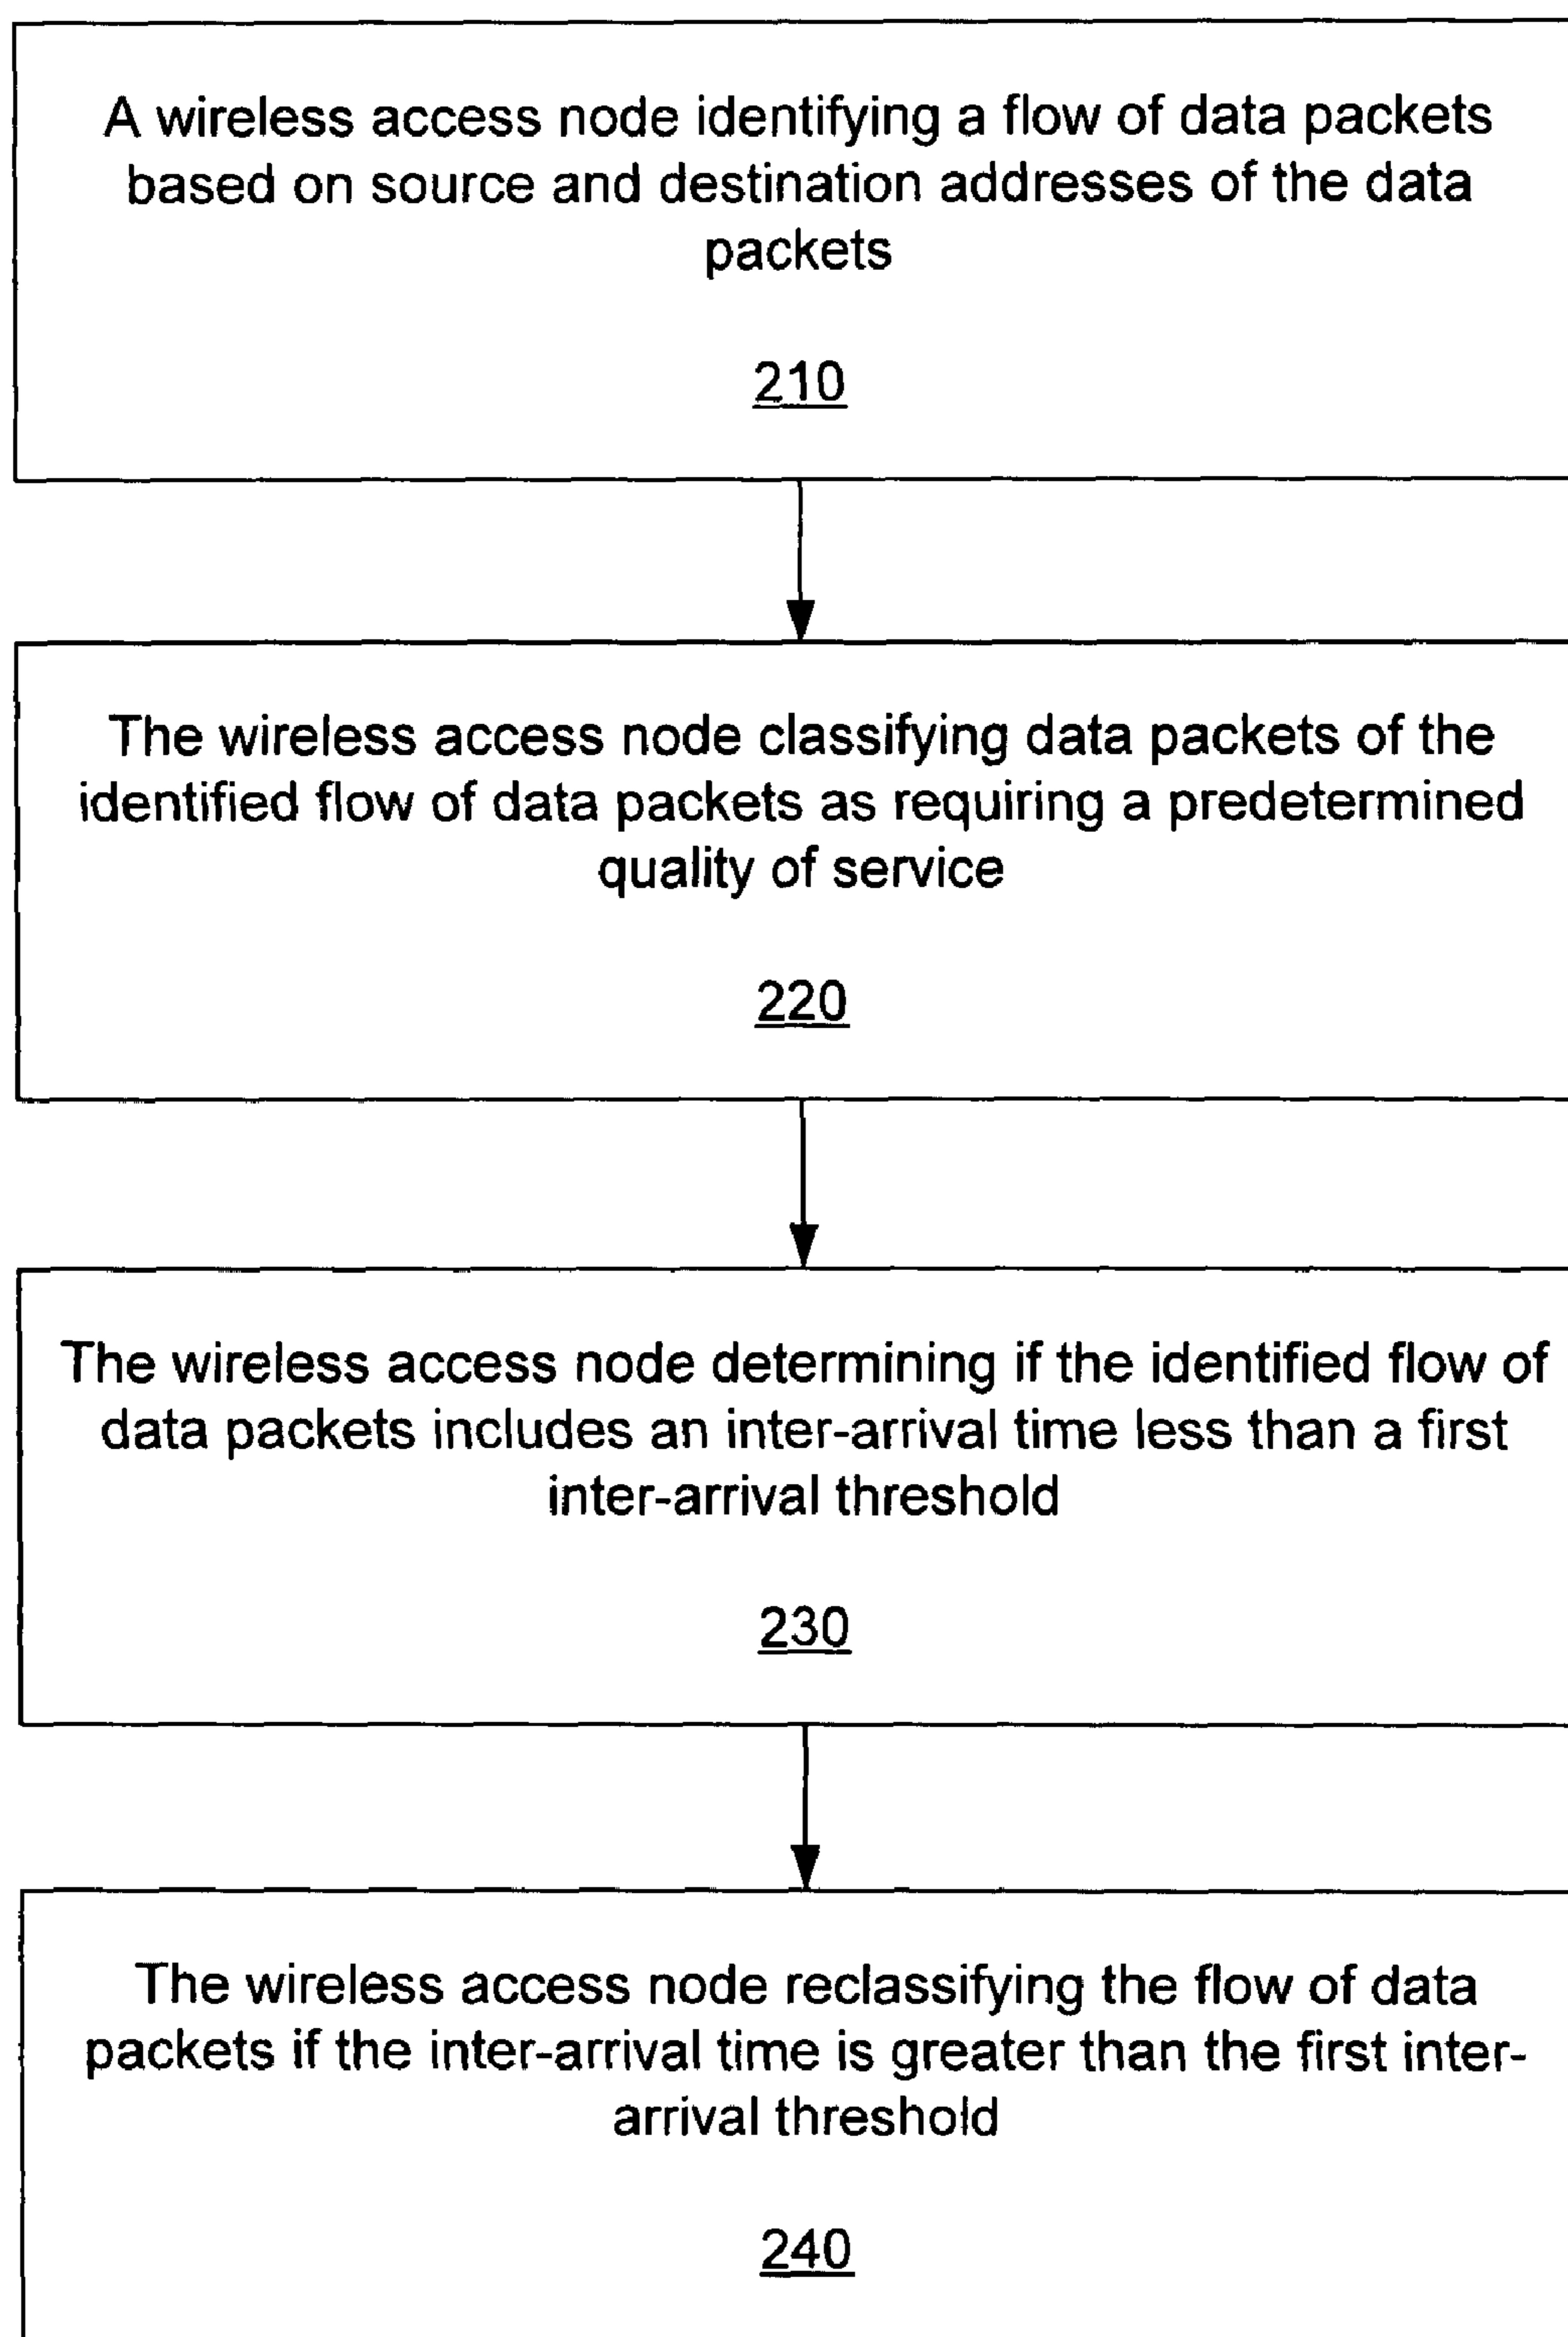 A wireless access node identifying a flow of data packets
based on source and destination addresses of the data
packets
210
The wireless access node classifying data packets of the
identified flow of data packets as requiring a predetermined
quality of service
220
The wireless access node determining if the identified flow of
data packets includes an inter-arrival time less than a first
inter-arrival threshold
230
The wireless access node reclassifying the flow of data
packets if the inter-arrival time is greater than the first inter-
arrival threshold
240